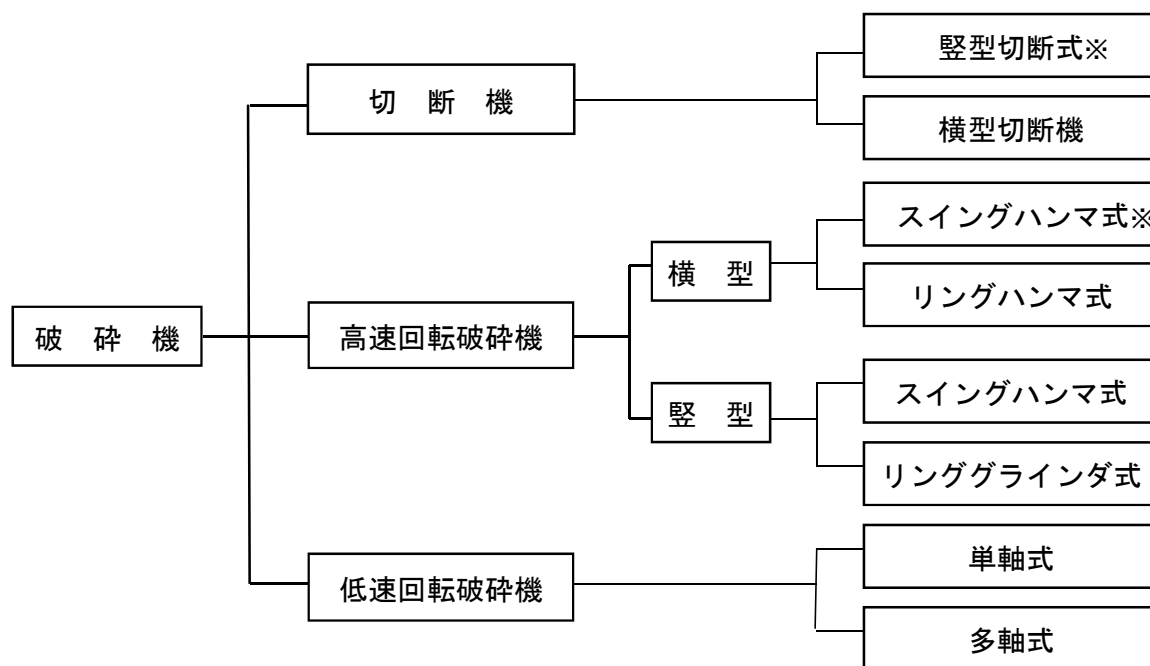 破　砕　機
切　断　機
竪型切断式※
横型切断機
高速回転破砕機
横　型
スイングハンマ式※
リングハンマ式
竪　型
スイングハンマ式
リンググラインダ式
低速回転破砕機
単軸式
多軸式